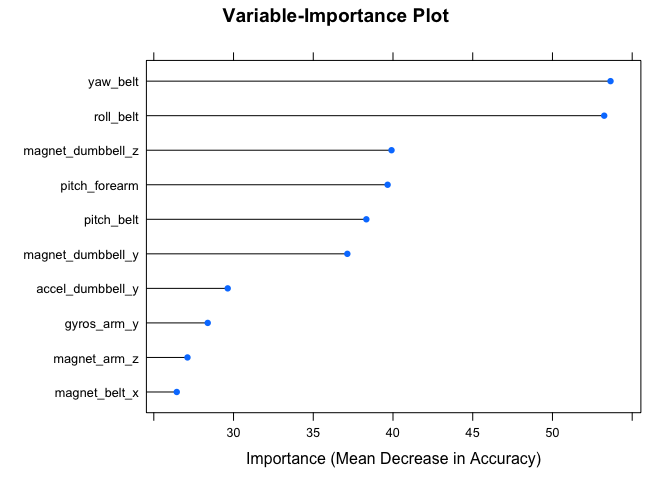 Variable-Importance Plot
yaw_belt
roll_belt
magnet_dumbbell_z
pitch_forearm
pitch_belt
magnet_dumbbell_y
accel_dumbbell_y
gyros_arm_y
magnet_arm_z
magnet_belt_x
30 35 40 45 50
Importance (Mean Decrease in Accuracy)